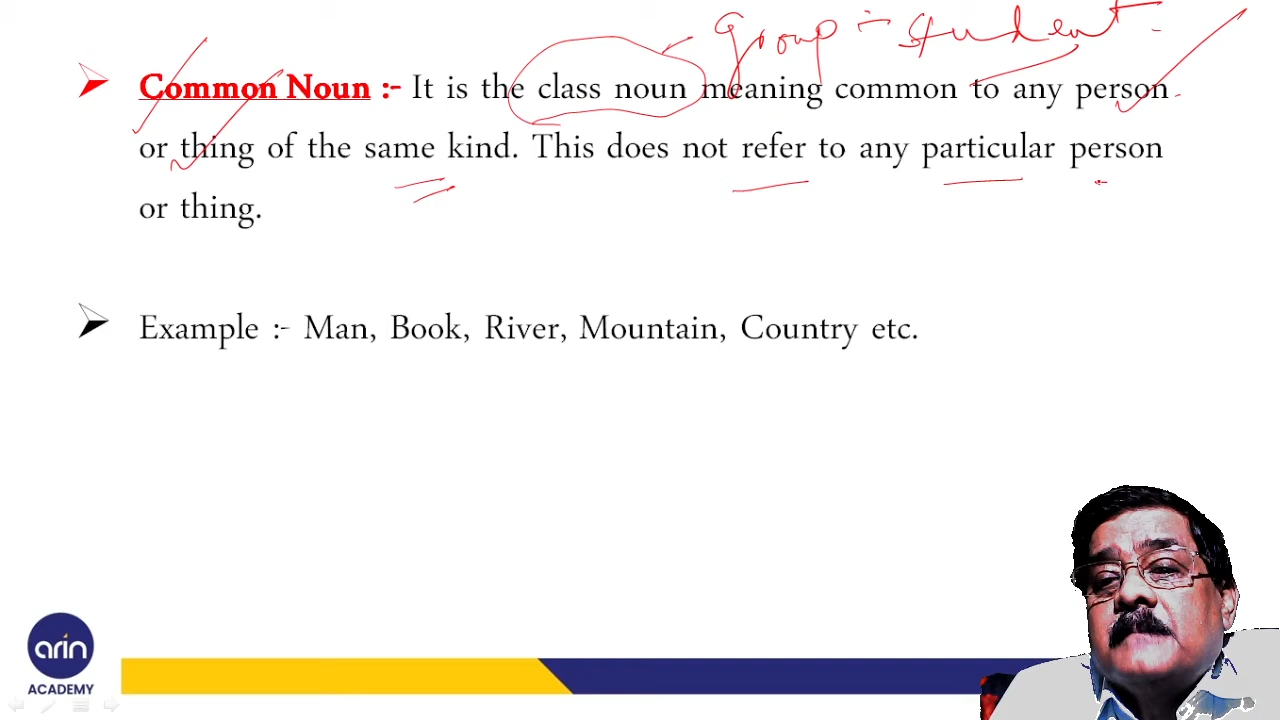 group - student
Common Noun :- It is the class noun meaning common to any person
or thing of the same kind. This does not refer to any particular person
or thing.
Example :- Man, Book, River, Mountain, Country etc.
arin
ACADEMY